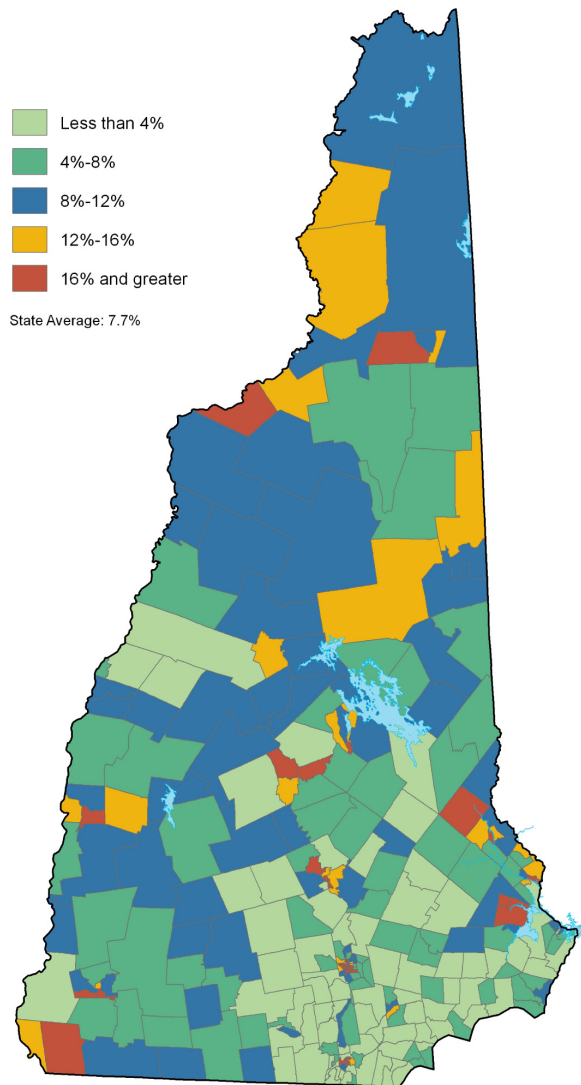 Less than 4%
4%-8%
8%-12%
12%-16%
16% and greater
State Average: 7.7%